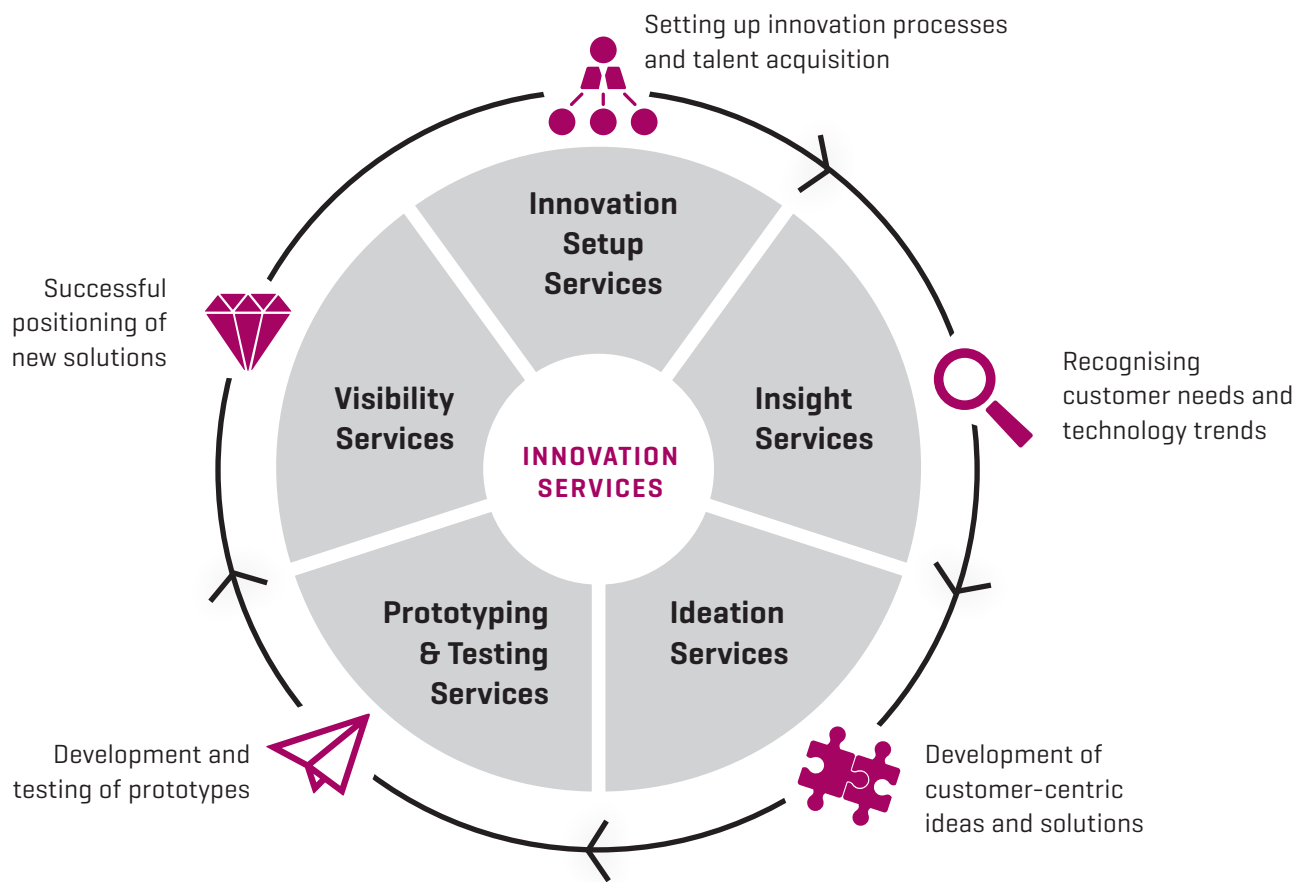 Setting up innovation processes
and talent acquisition
Innovation
Setup
Services
Successful
positioning of
new solutions
Visibility
Services
Insight
Services
Recognising
customer needs and
technology trends
INNOVATION
SERVICES
Prototyping
& Testing
Services
Ideation
Services
Development and
testing of prototypes
Development of
customer-centric
ideas and solutions